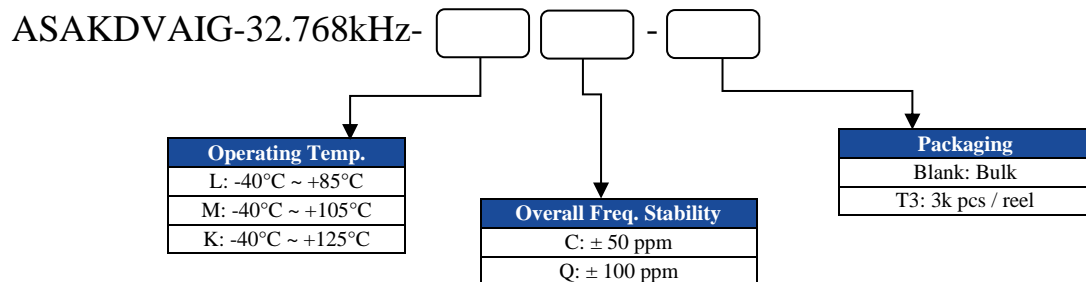 ASAKDVAIG-32.768kHz- -
Operating Temp.
L: -40°C ~ +85°C
M: -40°C ~ +105°C
K: -40°C ~ +125°C
Overall Freq. Stability
C: ± 50 ppm
Q: ± 100 ppm
Packaging
Blank: Bulk
T3: 3k pcs / reel